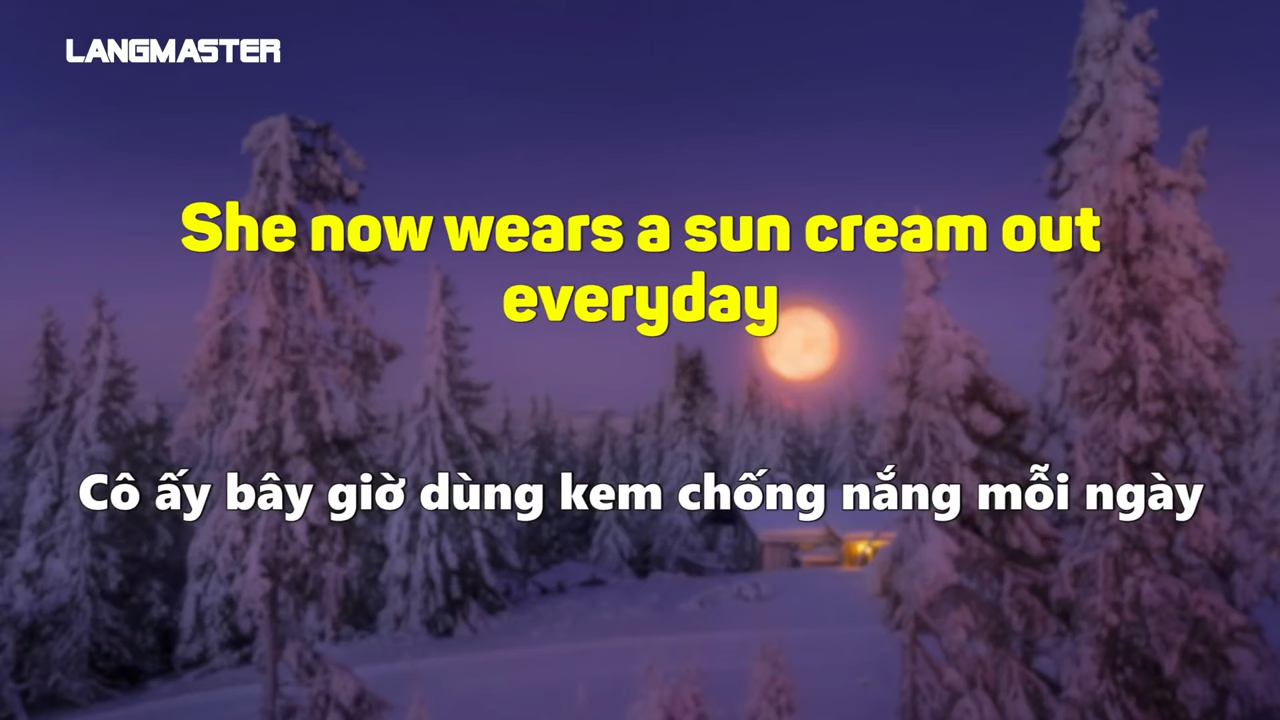 LANGMASTER
She now wears a sun cream out
everyday
Cô ấy bây giờ dùng kem chống nắng mỗi ngày